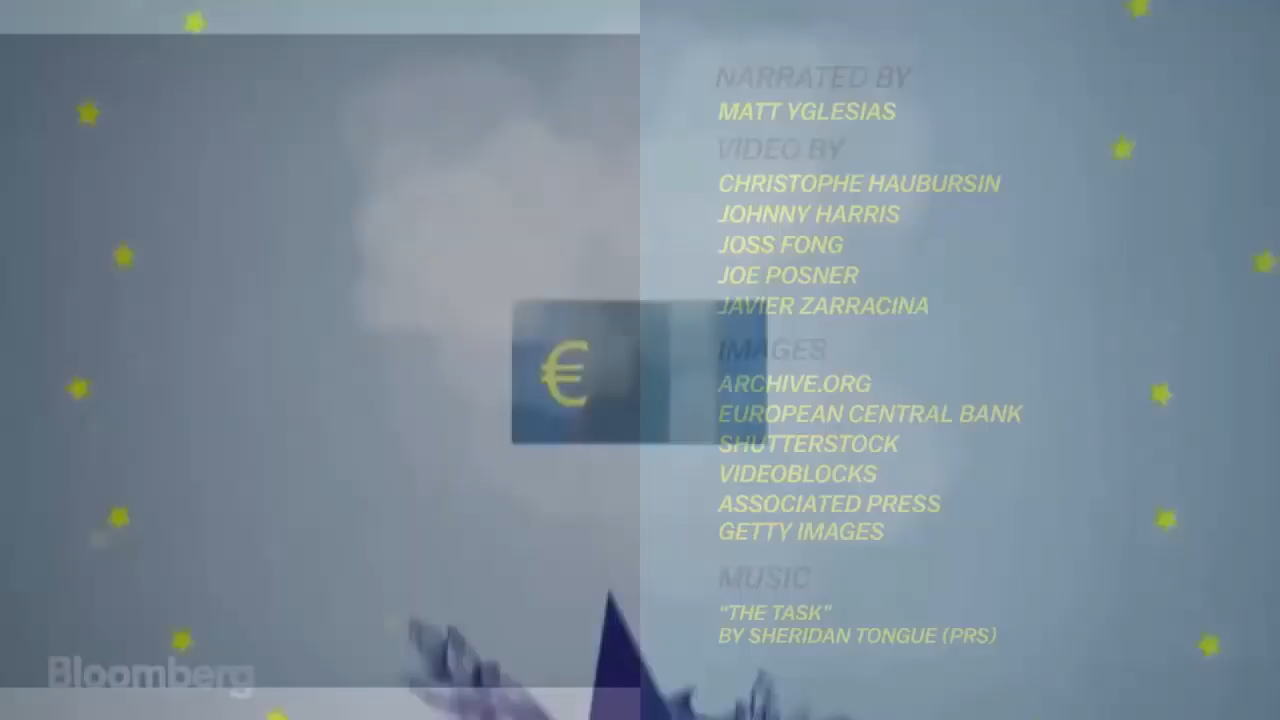 NARRATED BY
MATT YGLESIAS
VIDEO BY
CHRISTOPHE HAUBURSIN
JOHNNY HARRIS
JOSS FONG
JOE POSNER
JAVIER ZARRACINA
€
IMAGES
ARCHIVE.ORG
EUROPEAN CENTRAL BANK
SHUTTERSTOCK
VIDEOBLOCKS
ASSOCIATED PRESS
GETTY IMAGES
MUSIC
"THE TASK"
BY SHERIDAN TONGUE (PRS)
Bloomberg